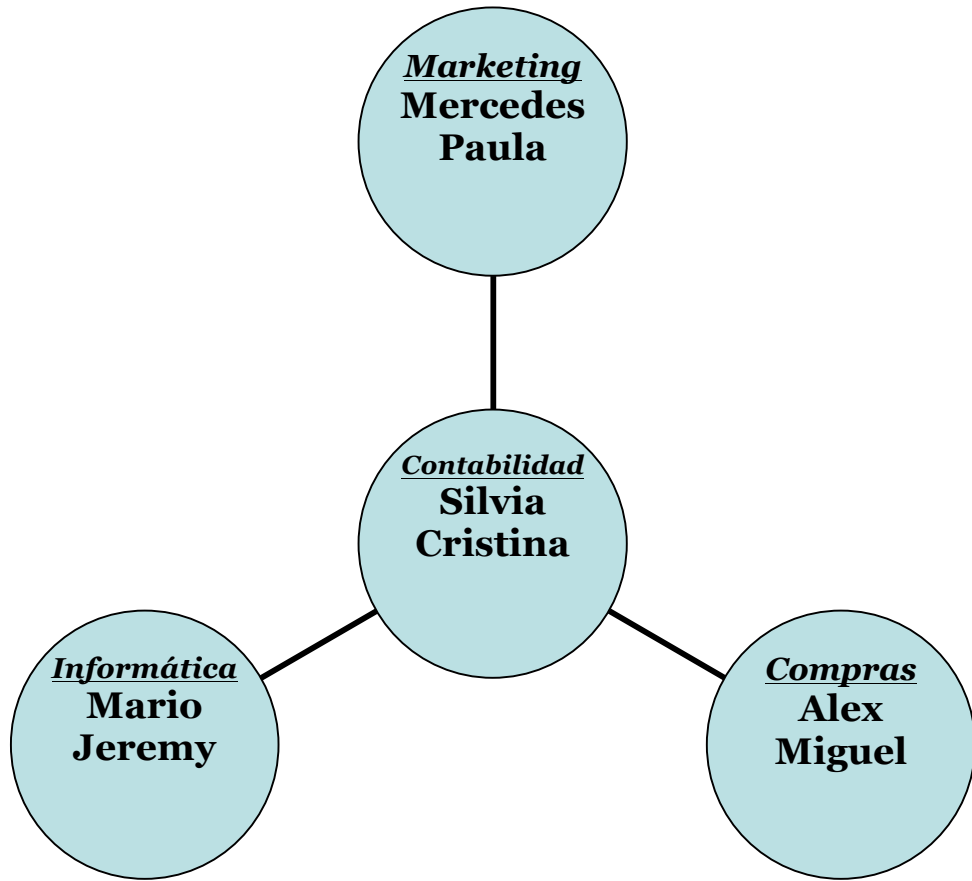 Marketing
Mercedes
Paula
Contabilidad
Silvia
Cristina
Informática
Mario
Jeremy
Compras
Alex
Miguel